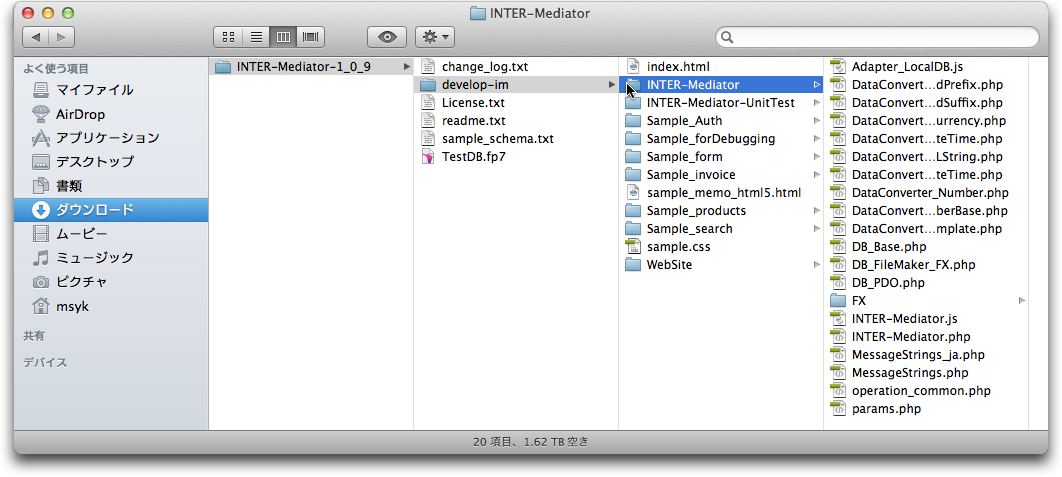 INTER-Mediator
よく使う項目
マイファイル
AirDrop
アプリケーション
デスクトップ
書類
ダウンロード
ムービー
ミュージック
ピクチャ
msyk
共有
デバイス
INTER-Mediator-1_0_9
change_log.txt
develop-im
License.txt
readme.txt
sample_schema.txt
TestDB.fp7
index.html
INTER-Mediator
INTER-Mediator-UnitTest
Sample_Auth
Sample_forDebugging
Sample_form
Sample_invoice
sample_memo_html5.html
Sample_products
Sample_search
sample.css
WebSite
Adapter_LocalDB.js
DataConvert…dPrefix.php
DataConvert…dSuffix.php
DataConvert…urrency.php
DataConvert…teTime.php
DataConvert…LString.php
DataConvert…teTime.php
DataConverter_Number.php
DataConvert…berBase.php
DataConvert…mplate.php
DB_Base.php
DB_FileMaker_FX.php
DB_PDO.php
FX
INTER-Mediator.js
INTER-Mediator.php
MessageStrings_ja.php
MessageStrings.php
operation_common.php
params.php
20 項目、1.62 TB 空き